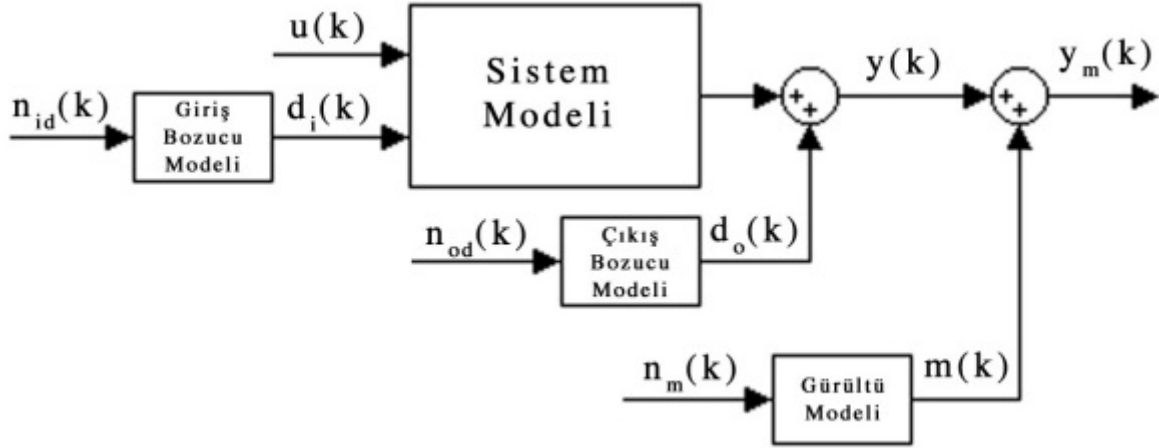 u(k)
Sistem
Modeli
n_id(k)
Giriş
Bozucu
Modeli
d_i(k)
+
+
y(k)
+
+
y_m(k)
n_od(k)
Çıkış
Bozucu
Modeli
d_o(k)
n_m(k)
Gürültü
Modeli
m(k)